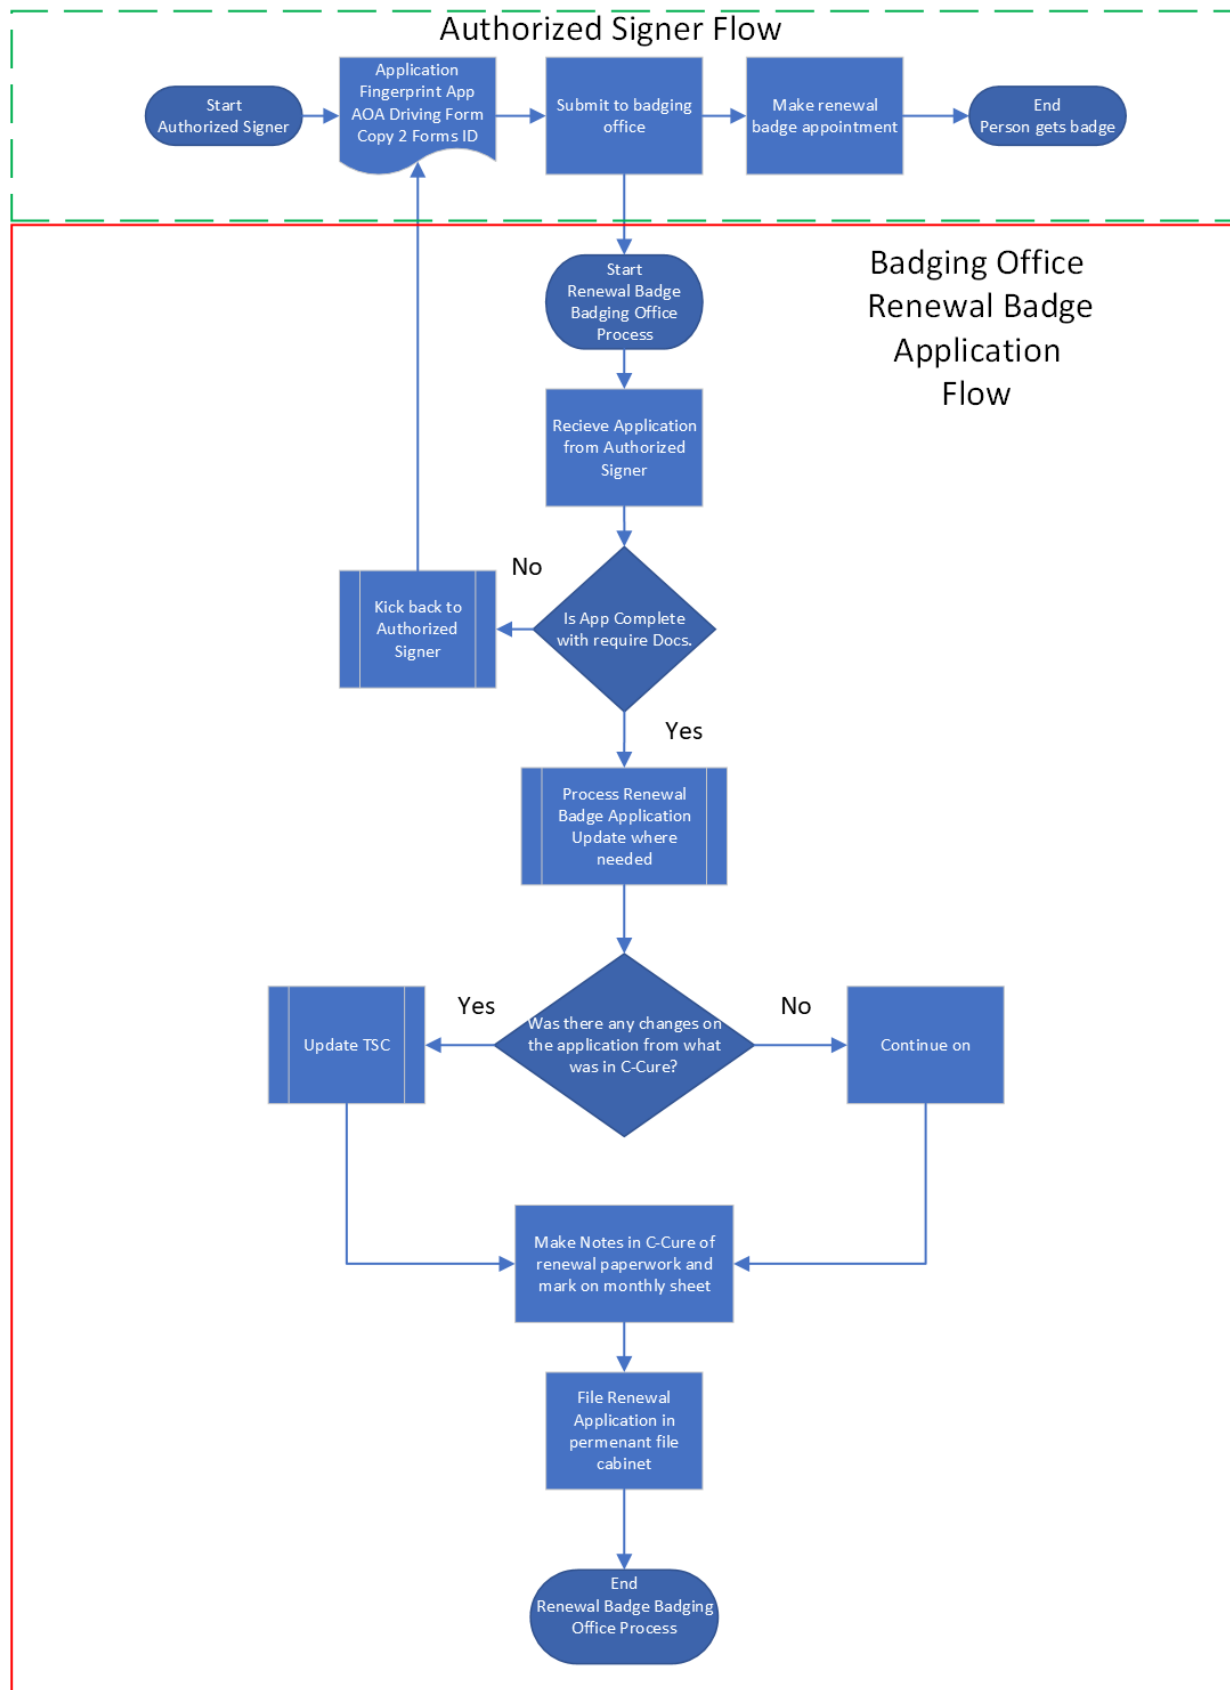 Authorized Signer Flow
Start
Authorized Signer
Application
Fingerprint App
AOA Driving Form
Copy 2 Forms ID
Submit to badging
office
Make renewal
badge appointment
End
Person gets badge
Badging Office
Renewal Badge
Application
Flow
Start
Renewal Badge
Badging Office
Process
Recieve Application
from Authorized
Signer
No
Kick back to
Authorized
Signer
Is App Complete
with require Docs.
Yes
Process Renewal
Badge Application
Update where
needed
Yes
No
Update TSC
Was there any changes on
the application from what
was in C-Cure?
Continue on
Make Notes in C-Cure of
renewal paperwork and
mark on monthly sheet
File Renewal
Application in
permenant file
cabinet
End
Renewal Badge Badging
Office Process